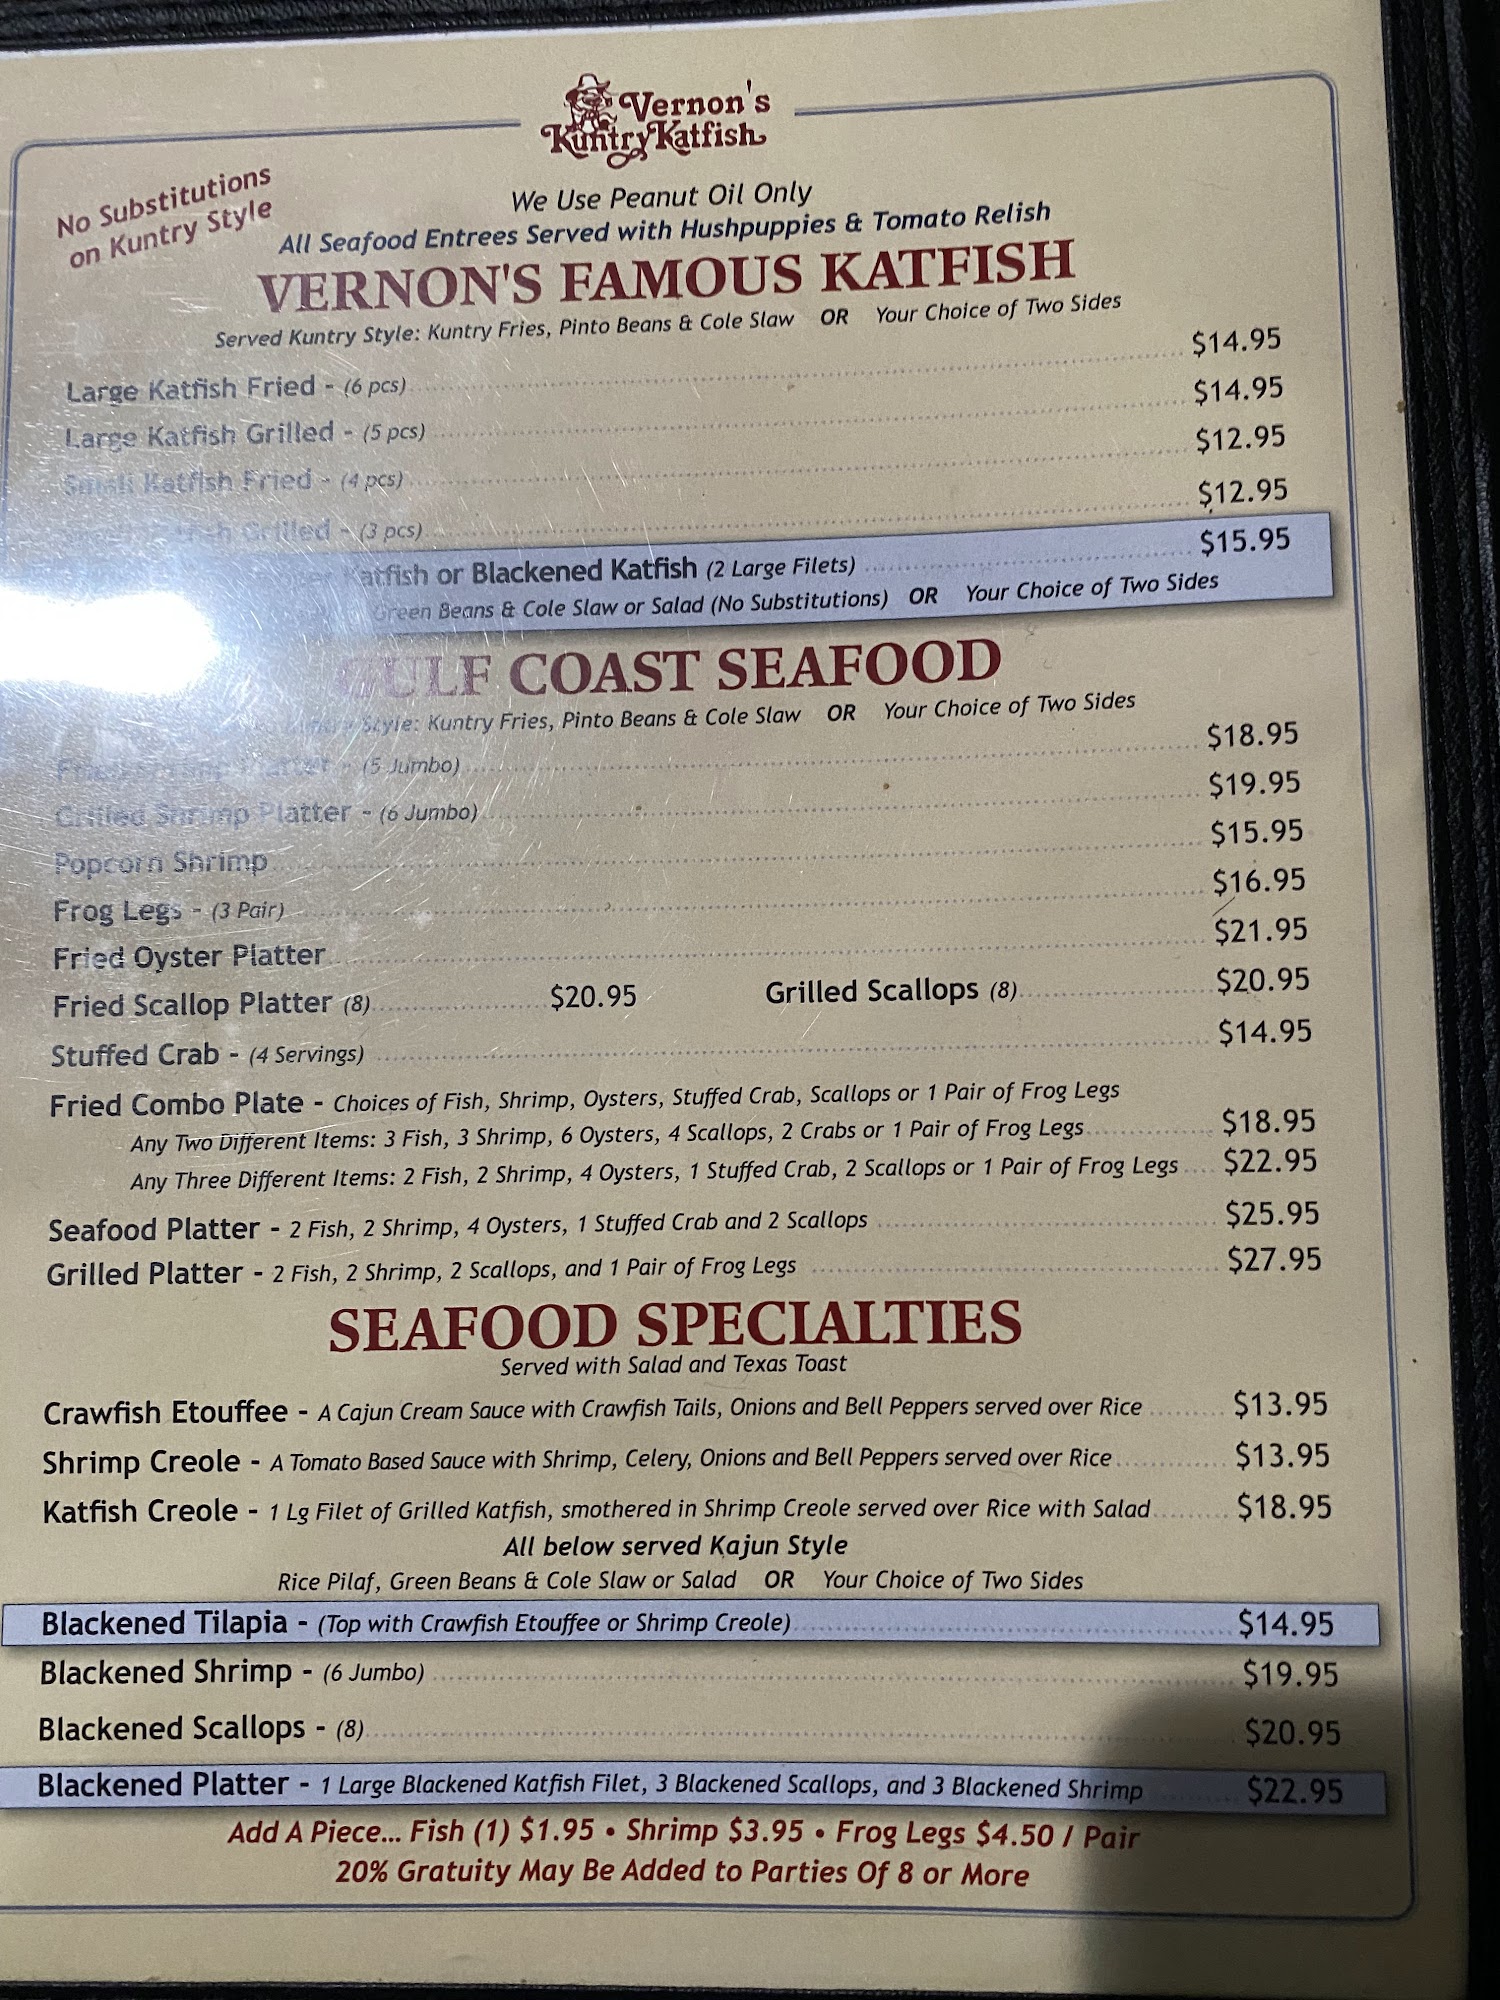 Vernon's
Kuntry Katfish
No Substitutions
on Kuntry Style
We Use Peanut Oil Only
All Seafood Entrees Served with Hushpuppies & Tomato Relish
VERNON'S FAMOUS KATFISH
Served Kuntry Style: Kuntry Fries, Pinto Beans & Cole Slaw OR Your Choice of Two Sides
Large Katfish Fried - (6 pcs) $14.95
Large Katfish Grilled - (5 pcs) $14.95
Small Katfish Fried - (4 pcs) $12.95
Grilled - (3 pcs) $12.95
Katfish or Blackened Katfish (2 Large Filets) $15.95
Green Beans & Cole Slaw or Salad (No Substitutions) OR Your Choice of Two Sides
GULF COAST SEAFOOD
Style: Kuntry Fries, Pinto Beans & Cole Slaw OR Your Choice of Two Sides
Platter - (5 Jumbo) $18.95
Grilled Shrimp Platter - (6 Jumbo) $19.95
Popcorn Shrimp $15.95
Frog Legs - (3 Pair) $16.95
Fried Oyster Platter $21.95
Fried Scallop Platter (8) $20.95 Grilled Scallops (8) $20.95
Stuffed Crab - (4 Servings) $14.95
Fried Combo Plate - Choices of Fish, Shrimp, Oysters, Stuffed Crab, Scallops or 1 Pair of Frog Legs
Any Two Different Items: 3 Fish, 3 Shrimp, 6 Oysters, 4 Scallops, 2 Crabs or 1 Pair of Frog Legs $18.95
Any Three Different Items: 2 Fish, 2 Shrimp, 4 Oysters, 1 Stuffed Crab, 2 Scallops or 1 Pair of Frog Legs $22.95
Seafood Platter - 2 Fish, 2 Shrimp, 4 Oysters, 1 Stuffed Crab and 2 Scallops $25.95
Grilled Platter - 2 Fish, 2 Shrimp, 2 Scallops, and 1 Pair of Frog Legs $27.95
SEAFOOD SPECIALTIES
Served with Salad and Texas Toast
Crawfish Etouffee - A Cajun Cream Sauce with Crawfish Tails, Onions and Bell Peppers served over Rice $13.95
Shrimp Creole - A Tomato Based Sauce with Shrimp, Celery, Onions and Bell Peppers served over Rice $13.95
Katfish Creole - 1 Lg Filet of Grilled Katfish, smothered in Shrimp Creole served over Rice with Salad $18.95
All below served Kajun Style
Rice Pilaf, Green Beans & Cole Slaw or Salad OR Your Choice of Two Sides
Blackened Tilapia - (Top with Crawfish Etouffee or Shrimp Creole) $14.95
Blackened Shrimp - (6 Jumbo) $19.95
Blackened Scallops - (8) $20.95
Blackened Platter - 1 Large Blackened Katfish Filet, 3 Blackened Scallops, and 3 Blackened Shrimp $22.95
Add A Piece... Fish (1) $1.95 • Shrimp $3.95 • Frog Legs $4.50 / Pair
20% Gratuity May Be Added to Parties Of 8 or More